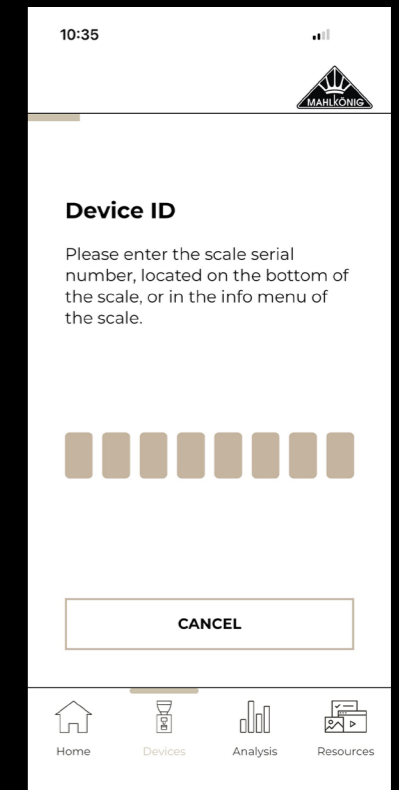 10:35
MAHLKÖNIG
Device ID
Please enter the scale serial
number, located on the bottom of
the scale, or in the info menu of
the scale.
CANCEL
Home Devices Analysis Resources